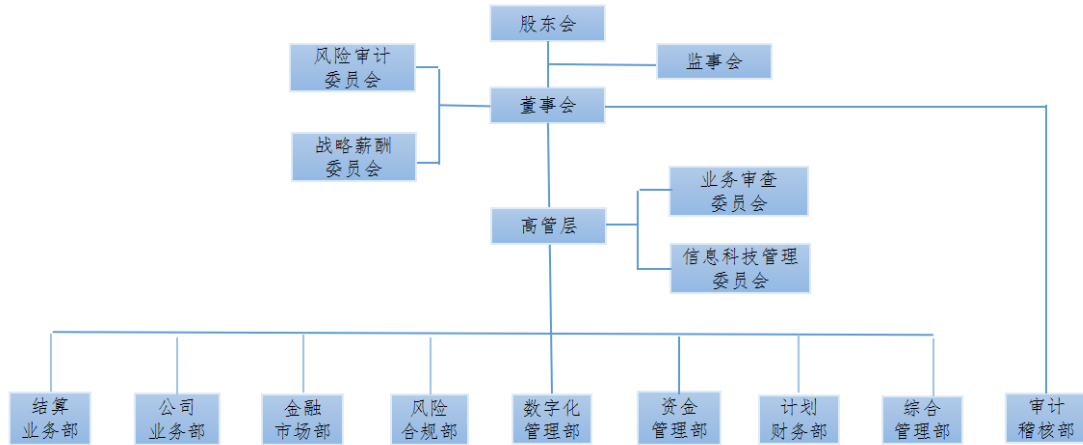 股东会
风险审计
委员会
监事会
董事会
战略薪酬
委员会
业务审查
委员会
高管层
信息科技管理
委员会
结算
业务部
公司
业务部
金融
市场部
风险
合规部
数字化
管理部
资金
管理部
计划
财务部
综合
管理部
审计
稽核部